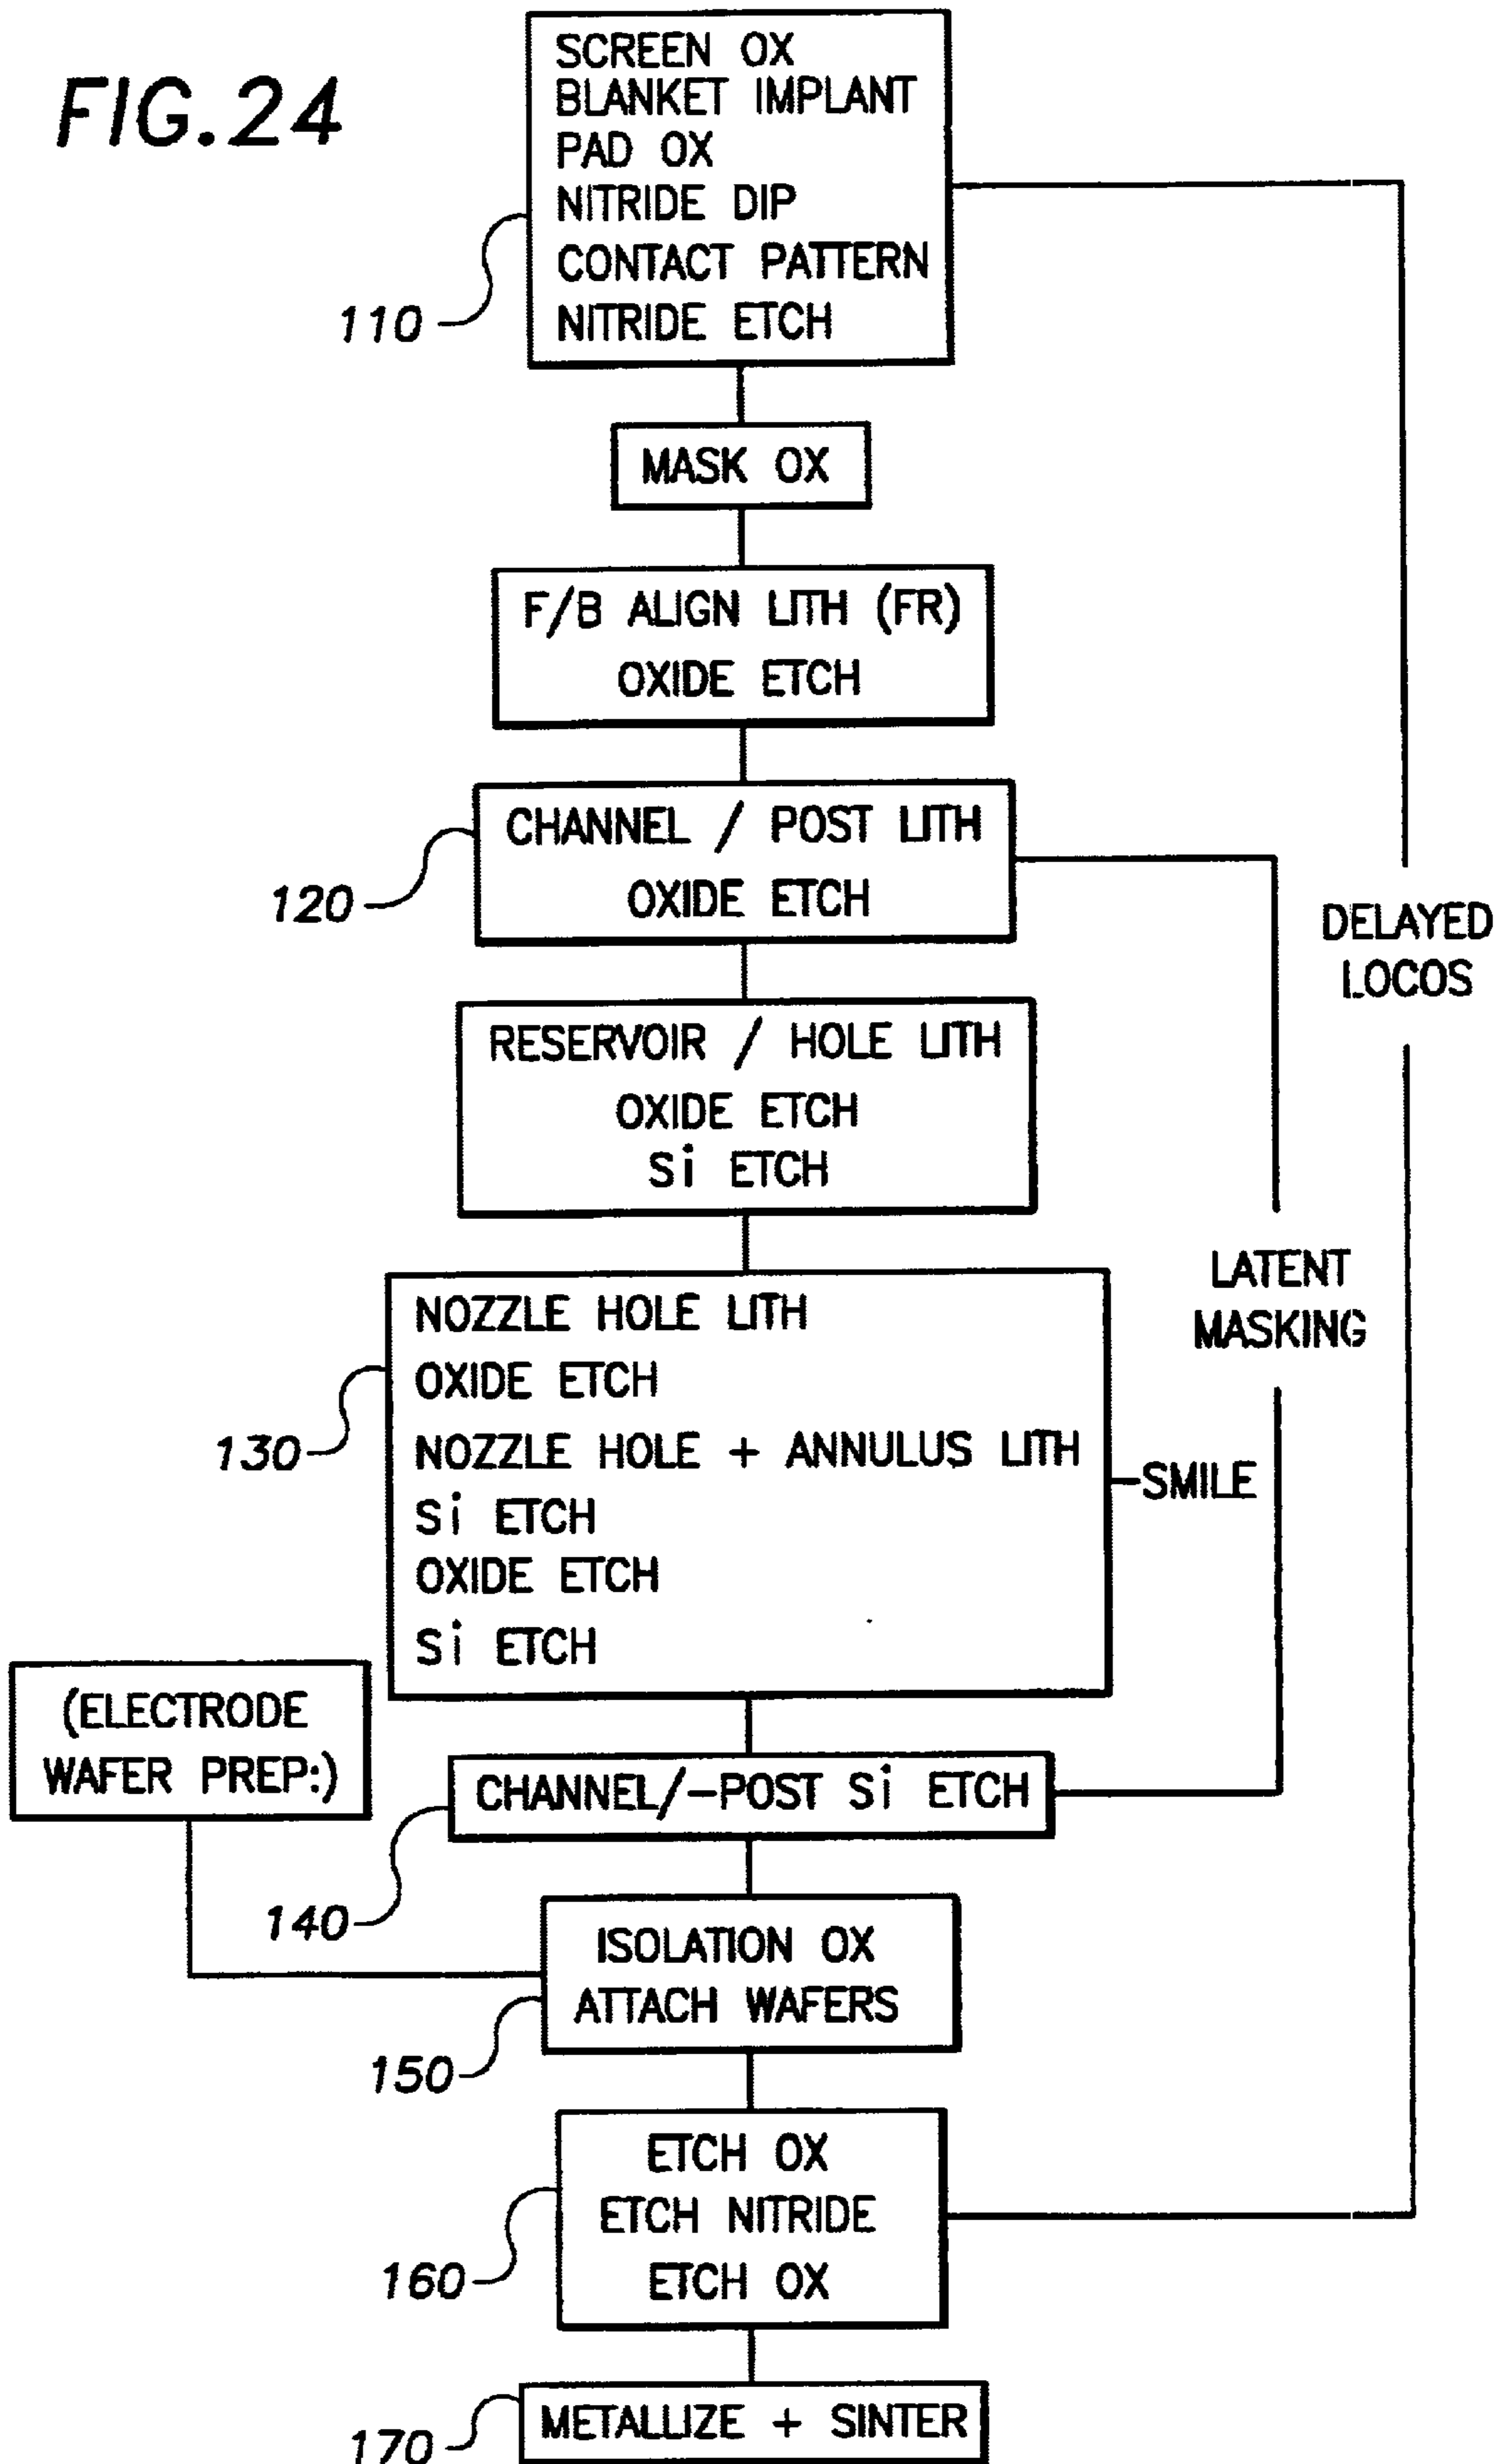 FIG.24
SCREEN OX
BLANKET IMPLANT
PAD OX
NITRIDE DIP
CONTACT PATTERN
NITRIDE ETCH
110
MASK OX
F/B ALIGN LITH (FR)
OXIDE ETCH
CHANNEL / POST LITH
OXIDE ETCH
120
DELAYED
LOCOS
RESERVOIR / HOLE LITH
OXIDE ETCH
Si ETCH
LATENT
MASKING
NOZZLE HOLE LITH
OXIDE ETCH
NOZZLE HOLE + ANNULUS LITH
Si ETCH
OXIDE ETCH
Si ETCH
130
SMILE
(ELECTRODE
WAFER PREP:)
CHANNEL/-POST Si ETCH
140
ISOLATION OX
ATTACH WAFERS
150
ETCH OX
ETCH NITRIDE
ETCH OX
160
METALLIZE + SINTER
170